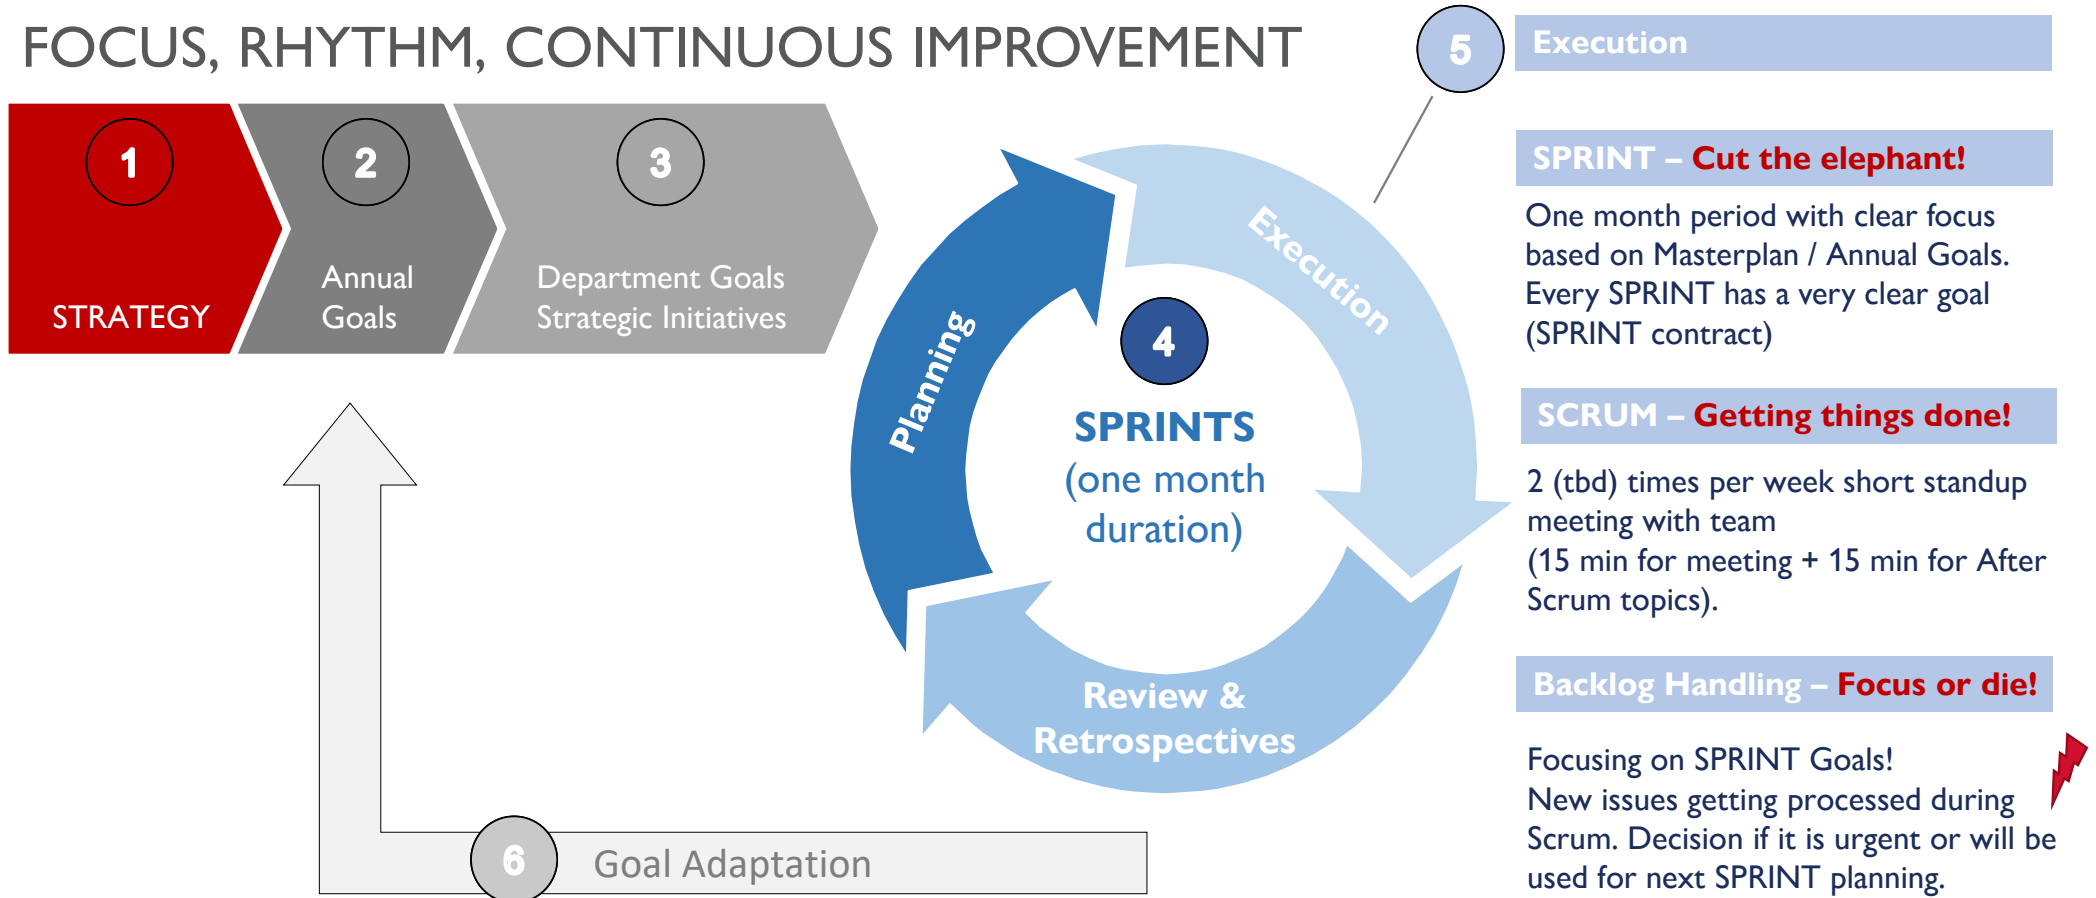 FOCUS, RHYTHM, CONTINUOUS IMPROVEMENT
1
STRATEGY
2
Annual
Goals
3
Department Goals
Strategic Initiatives
Planning
Execution
Review &
Retrospectives
4
SPRINTS
(one month
duration)
5
Execution
SPRINT – Cut the elephant!
One month period with clear focus
based on Masterplan / Annual Goals.
Every SPRINT has a very clear goal
(SPRINT contract)
SCRUM – Getting things done!
2 (tbd) times per week short standup
meeting with team
(15 min for meeting + 15 min for After
Scrum topics).
Backlog Handling – Focus or die!
Focusing on SPRINT Goals!
New issues getting processed during
Scrum. Decision if it is urgent or will be
used for next SPRINT planning.
6
Goal Adaptation